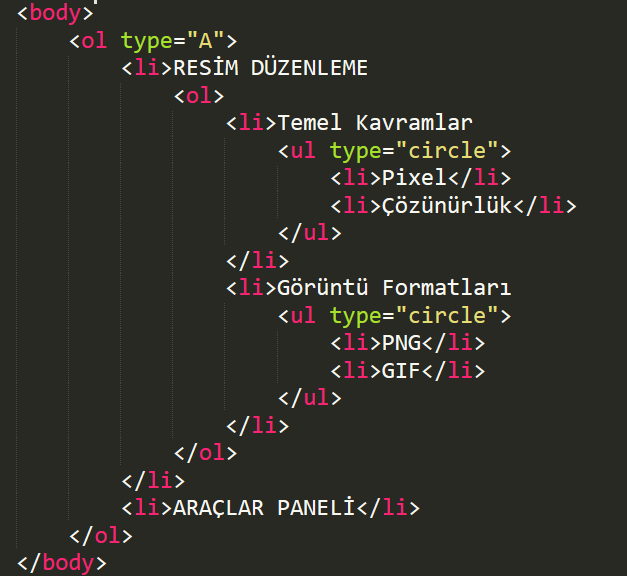 <body>
<ol type="A">
<li>RESİM DÜZENLEME
<ol>
<li>Temel Kavramlar
<ul type="circle">
<li>Pixel</li>
<li>Çözünürlük</li>
</ul>
</li>
<li>Görüntü Formatları
<ul type="circle">
<li>PNG</li>
<li>GIF</li>
</ul>
</li>
</ol>
</li>
<li>ARAÇLAR PANELİ</li>
</ol>
</body>